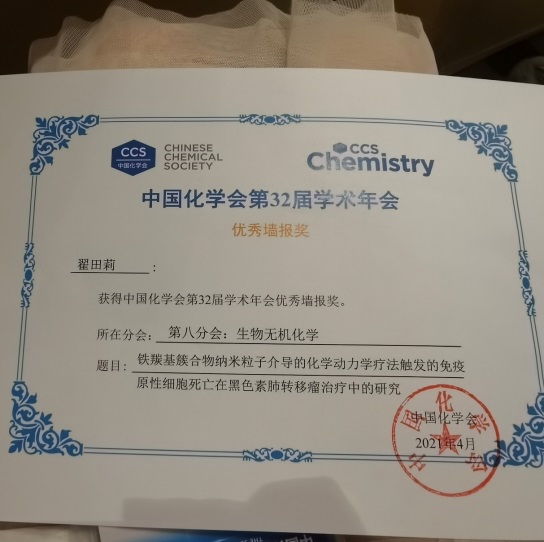 CCS
中国化学会
CHINESE
CHEMICAL
SOCIETY
CCS
Chemistry
中国化学会第32届学术年会
优秀墙报奖
翟田莉：
获得中国化学会第32届学术年会优秀墙报奖。
所在分会：第八分会：生物无机化学
题目：铁羰基簇合物纳米粒子介导的化学动力学疗法触发的免疫
原性细胞死亡在黑色素肺转移瘤治疗中的研究
中国化学会
2021年4月
中国化学会